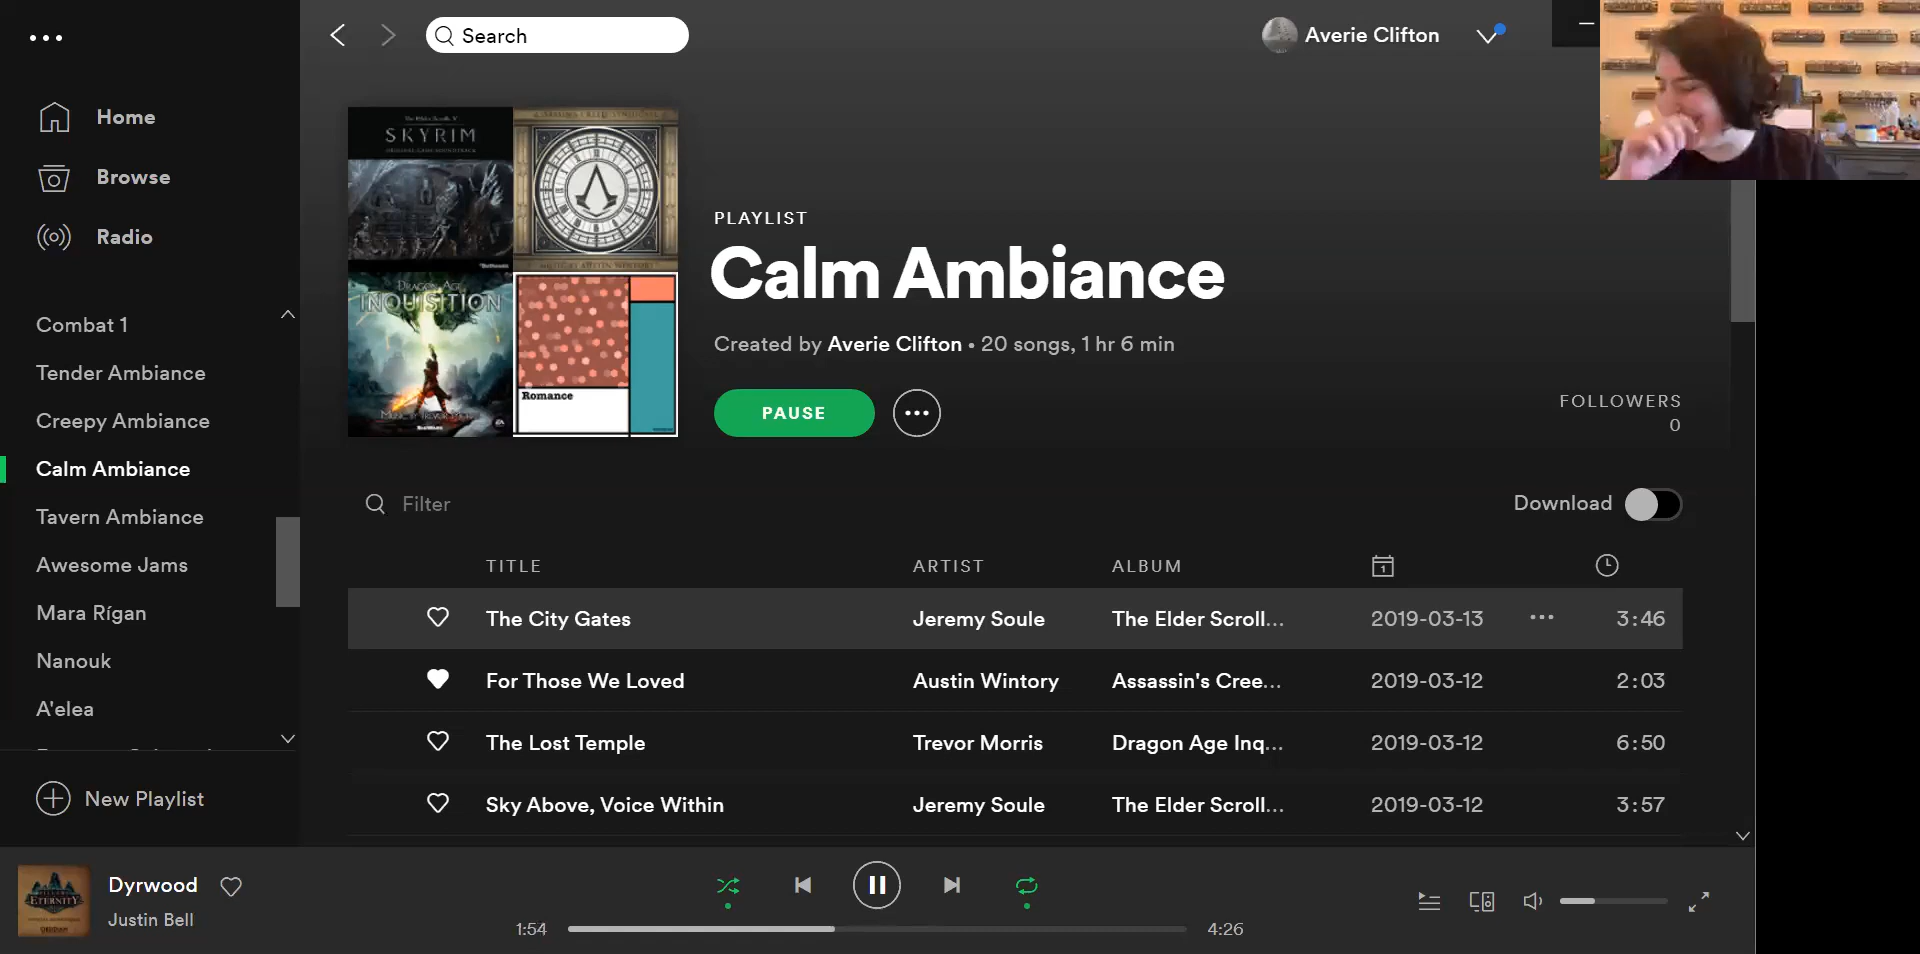 Search
Averie Clifton
Home
Browse
Radio
Combat 1
Tender Ambiance
Creepy Ambiance
Calm Ambiance
Tavern Ambiance
Awesome Jams
Mara Rígan
Nanouk
A'elea
New Playlist
SKYRIM
DRAGON AGE
INQUISITION
Romance
PLAYLIST
Calm Ambiance
Created by Averie Clifton • 20 songs, 1 hr 6 min
PAUSE
FOLLOWERS
0
Filter
Download
TITLE ARTIST ALBUM
The City Gates Jeremy Soule The Elder Scroll... 2019-03-13 3:46
For Those We Loved Austin Wintory Assassin's Cree... 2019-03-12 2:03
The Lost Temple Trevor Morris Dragon Age Inq... 2019-03-12 6:50
Sky Above, Voice Within Jeremy Soule The Elder Scroll... 2019-03-12 3:57
ETERNITY
Dyrwood
Justin Bell
1:54
4:26